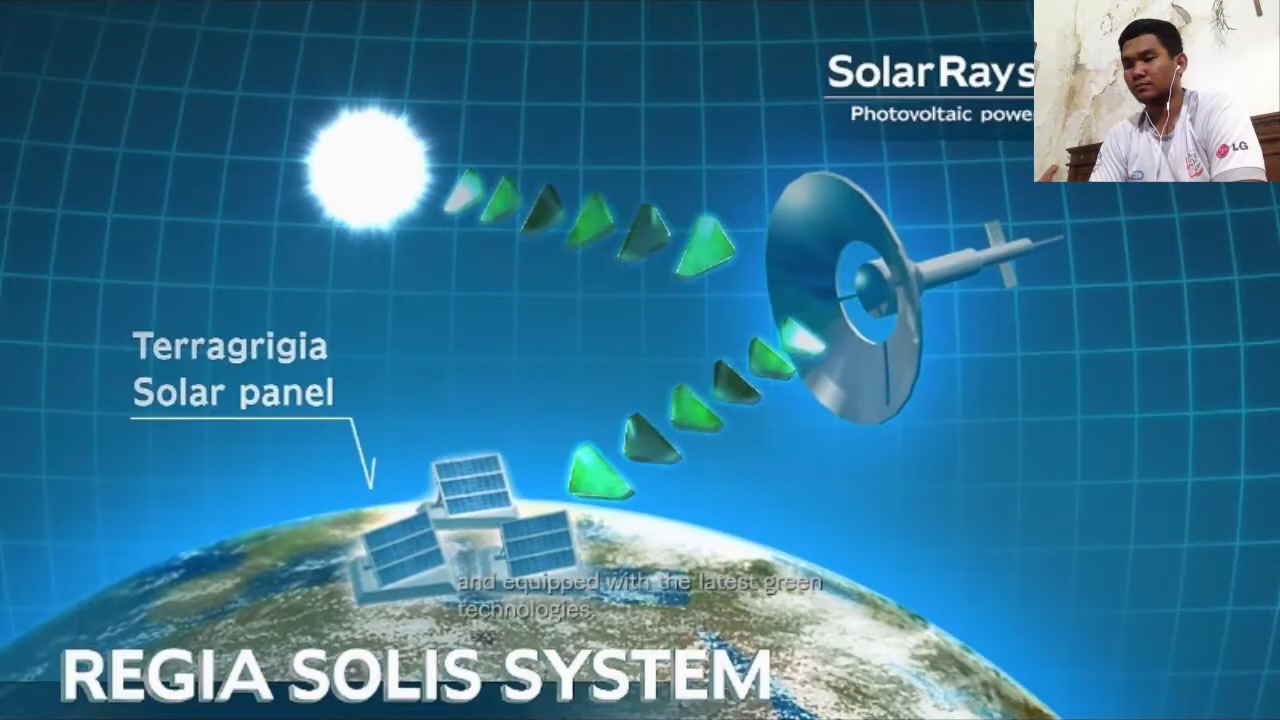 SolarRays
Photovoltaic powe
LG
Terragrigia
Solar panel
and equipped with the latest green
technologies.
REGIA SOLIS SYSTEM